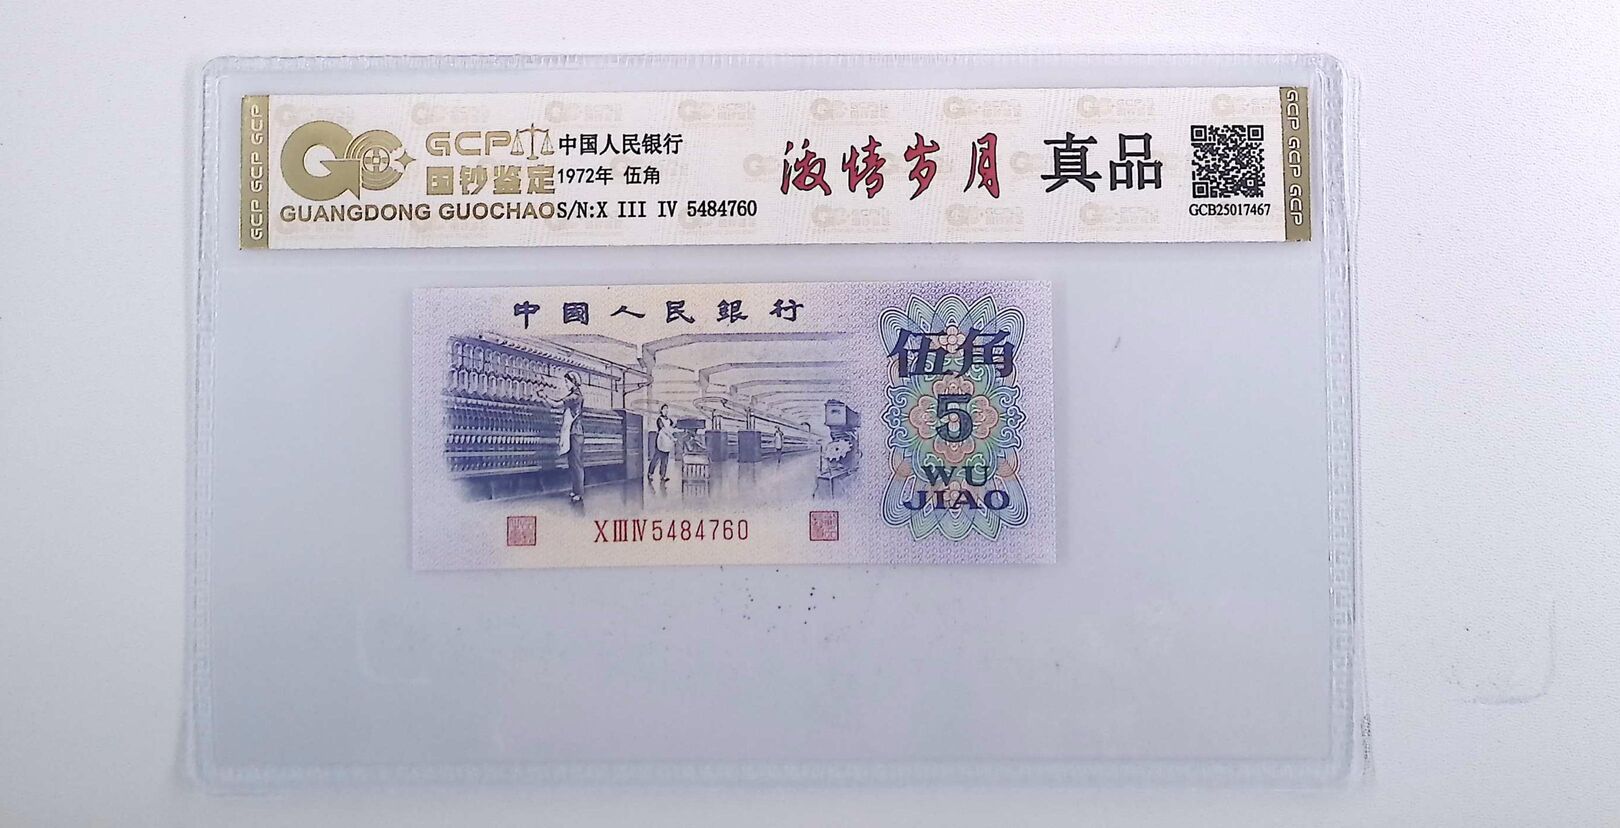 GCP
国钞鉴定
GUANGDONG GUOCHAO
中国人民银行
1972年 伍角
S/N:X III IV 5484760
激情岁月 真品
GCB25017467
GCP GCP GCP
GCP GCP GCP
中國人民銀行
伍角
5
WU
JIAO
XⅢⅣ5484760